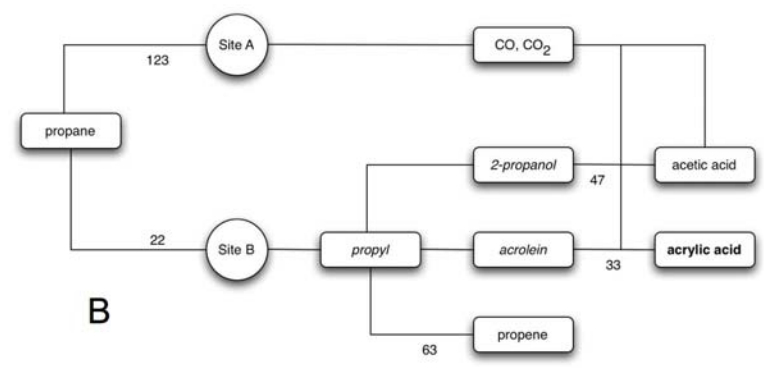 Site A
CO, CO2
123
propane
2-propanol
acetic acid
47
22
Site B
propyl
acrolein
acrylic acid
33
B
propene
63